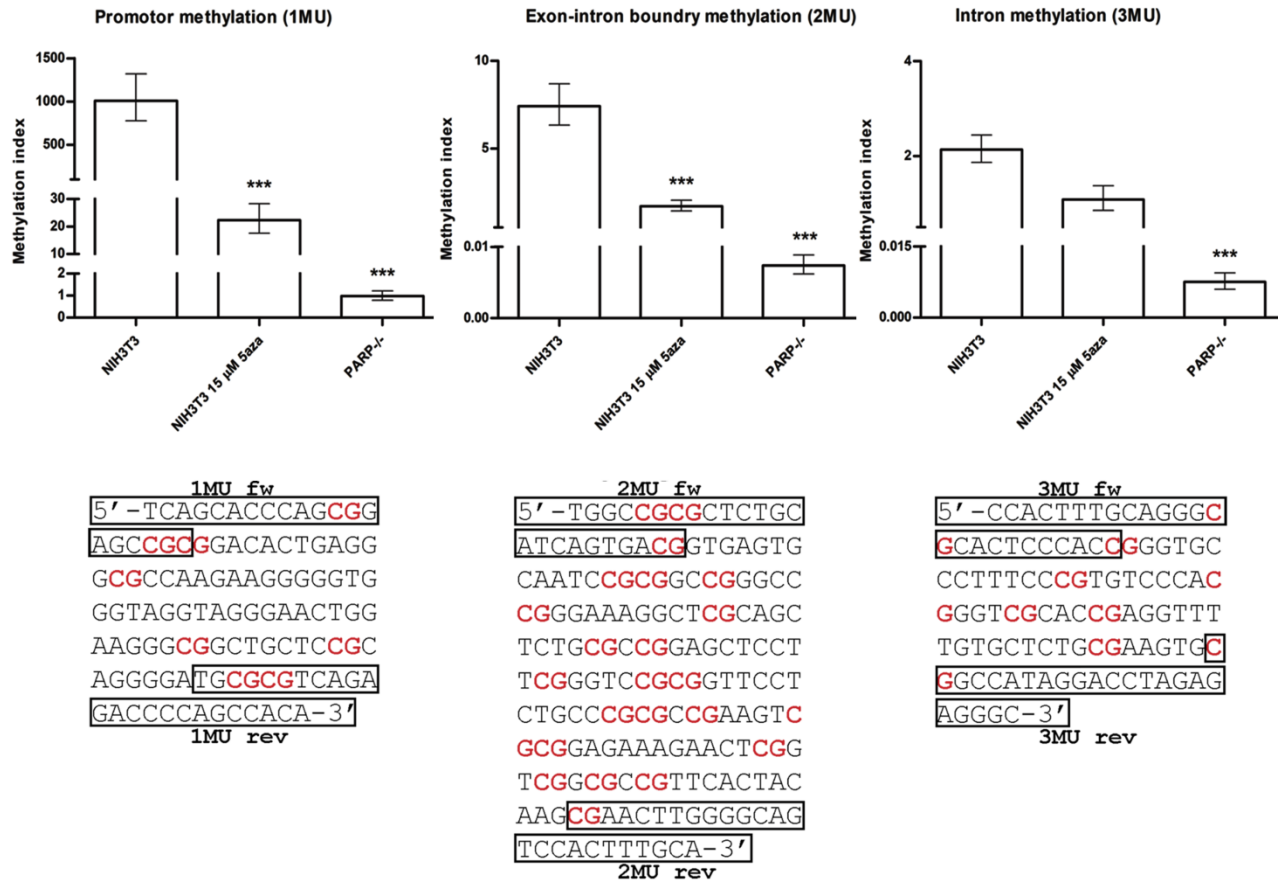 Promotor methylation (1MU)
Methylation index
1500
1000
500
30
20
10
2
1
0
***
***
NIH3T3
NIH3T3 15 µM 5aza
PARP-/-
Exon-intron boundry methylation (2MU)
Methylation index
10
5
0.01
0.00
***
***
NIH3T3
NIH3T3 15 µM 5aza
PARP-/-
Intron methylation (3MU)
Methylation index
4
2
0.015
0.000
***
NIH3T3
NIH3T3 15 µM 5aza
PARP-/-
1MU fw
5'-TCAGCACCCAGCGG
AGCCGCGGACACTGAGG
GCGCCAAGAAGGGGGTG
GGTAGGTAGGGAACTGG
AAGGGCGGCTGCTCCGC
AGGGGATGCGCGTCAGA
GACCCCAGCCACA-3'
1MU rev
2MU fw
5'-TGGCCGCGCTCTGC
ATCAGTGACGGTGAGTG
CAATCCGCGGCCGGGCC
CGGGAAAGGCTCGCAGC
TCTGCGCCGGAGCTCCT
TCGGGTCCGCGGTTCCT
CTGCCCGCGCCGAAGTC
GCGGAGAAAGAACTCGG
TCGGCGCCGTTCACTAC
AAGCGAACTTGGGGCAG
TCCACTTTGCA-3'
2MU rev
3MU fw
5'-CCACTTTGCAGGGC
GCACTCCCACCGGGTGC
CCTTTCCCGTGTCCCAC
GGGTCGCACCGAGGTTT
TGTGCTCTGCGAAGTGC
GGCCATAGGACCTAGAG
AGGGC-3'
3MU rev